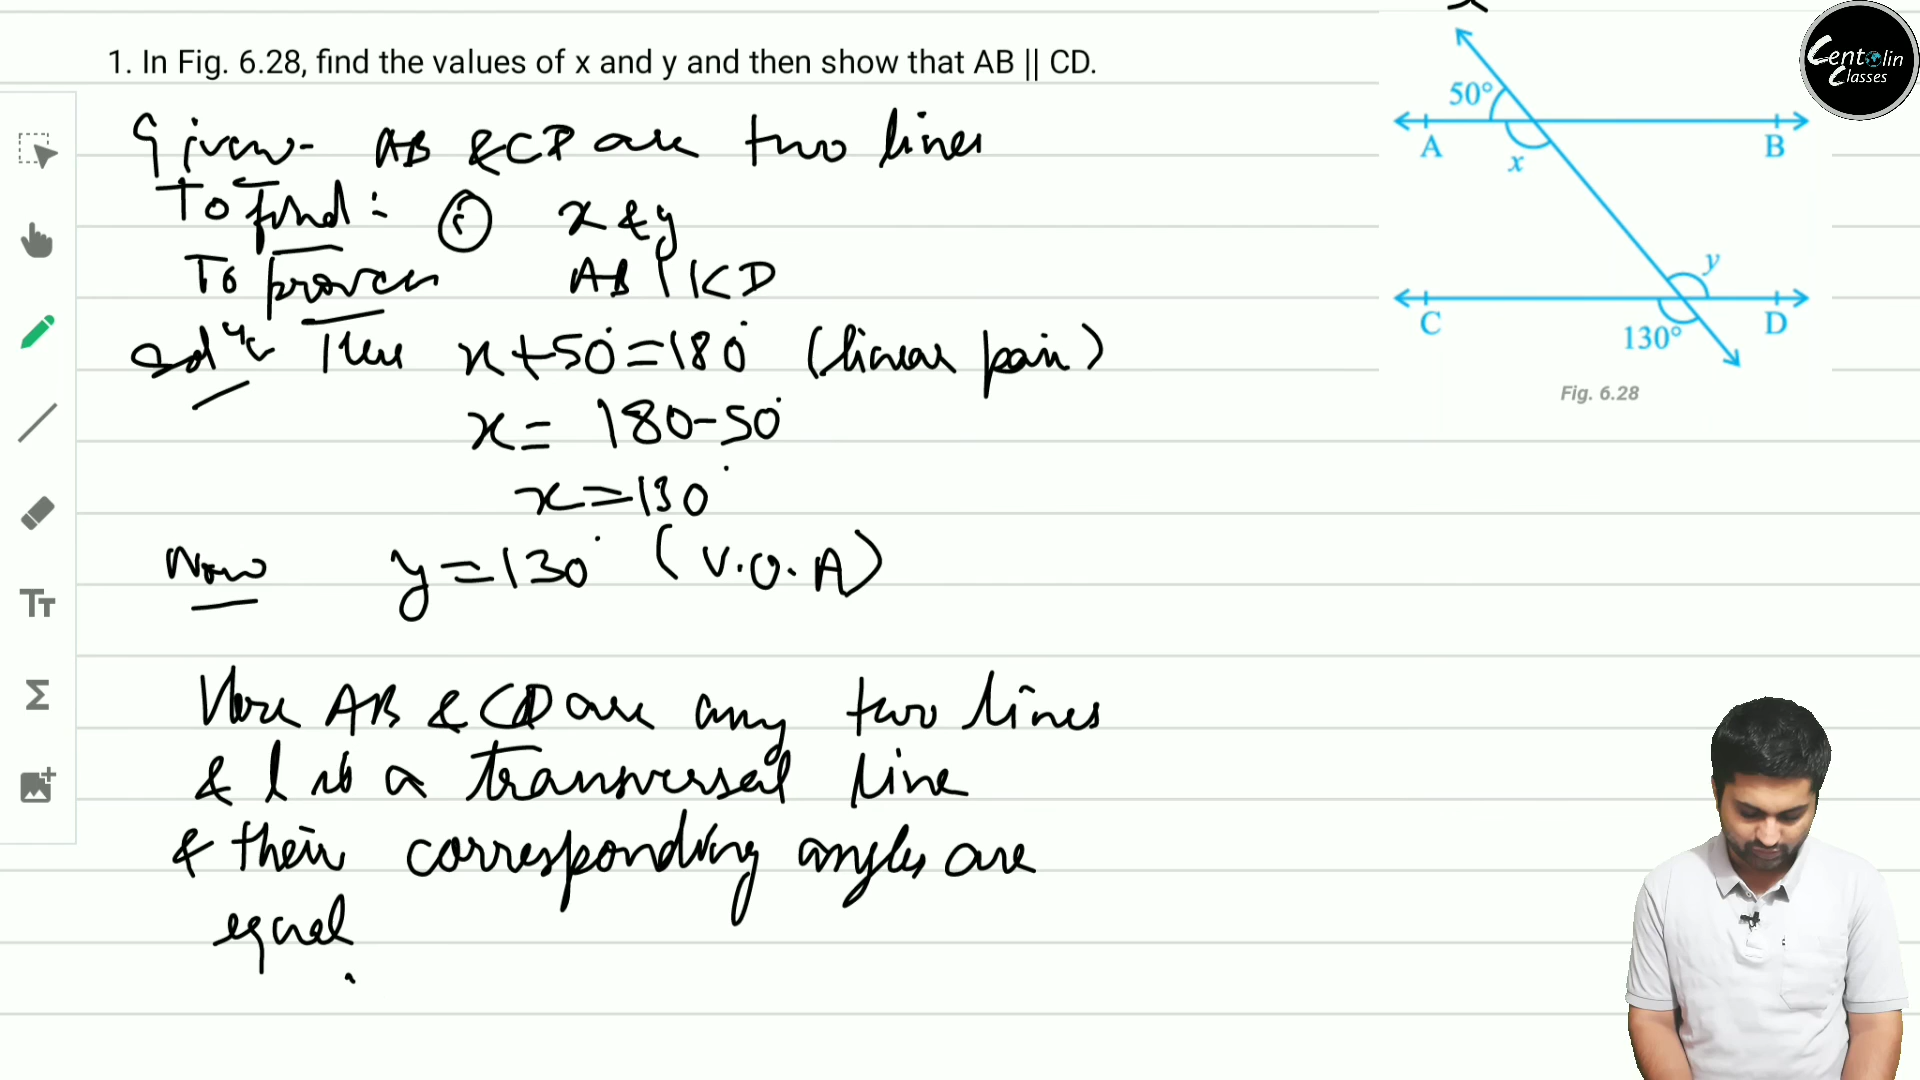 1. In Fig. 6.28, find the values of x and y and then show that AB || CD.
Given- AB & CD are two lines
To find: (i) x & y
To prove AB || CD
Solⁿ: Here x + 50° = 180° (linear pair)
x = 180 - 50°
x = 130°
Now y = 130° (V.O.A)
Here AB & CD are any two lines
& l is a transversal line
& their corresponding angles are
equal
Centolin
Classes
50°
A
B
x
y
C
D
130°
Fig. 6.28
TT
Σ